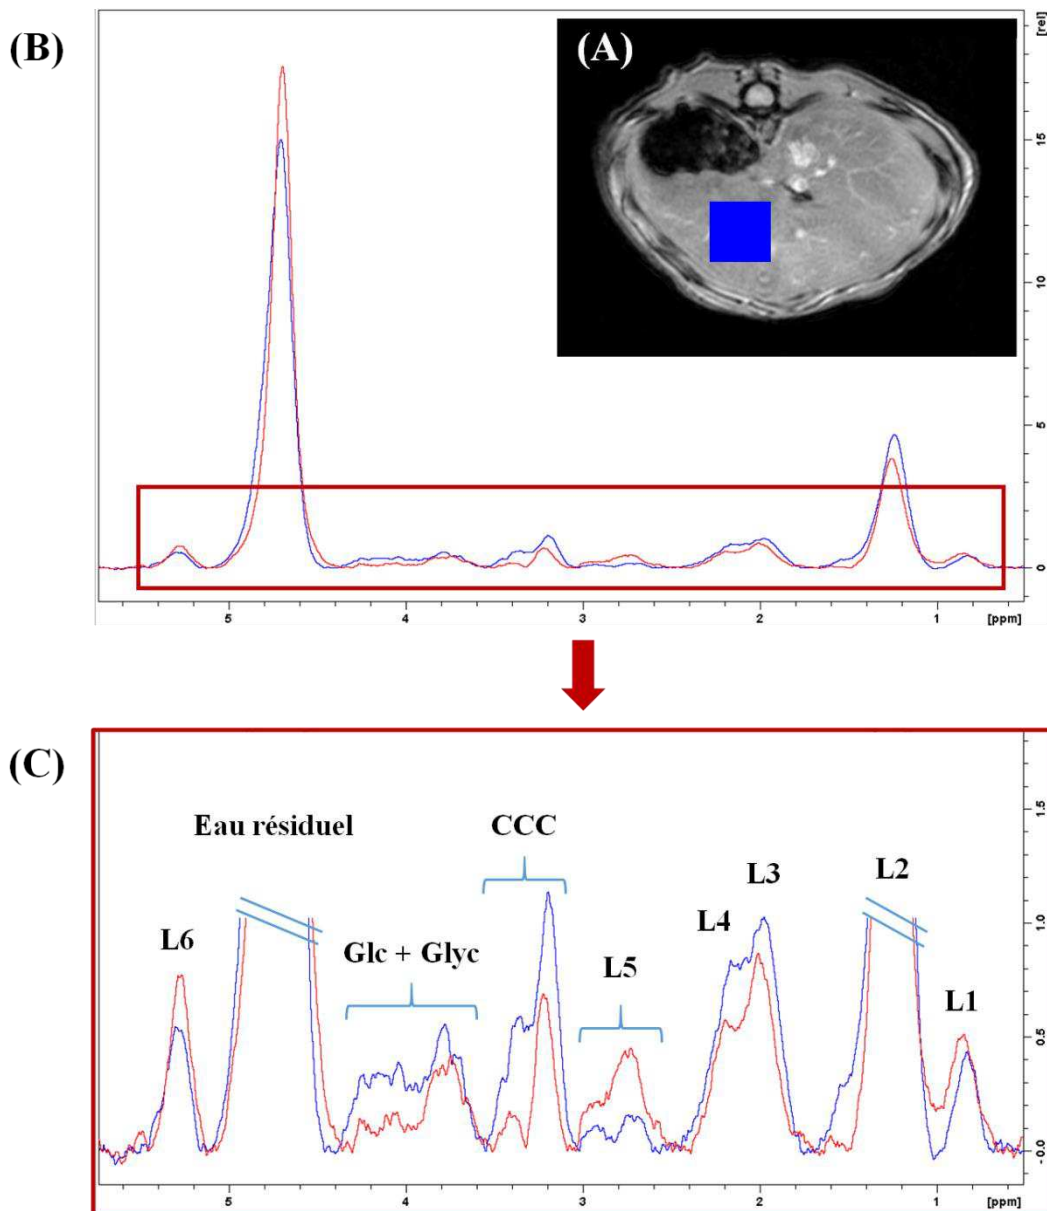 (B)
(A)
[rel]
15
10
5
0
5
4
3
2
1
[ppm]
(C)
Eau résiduel
CCC
L2
L3
L4
L6
Glc + Glyc
L5
L1
1.5
1.0
0.5
-0.0
5
4
3
2
1
[ppm]